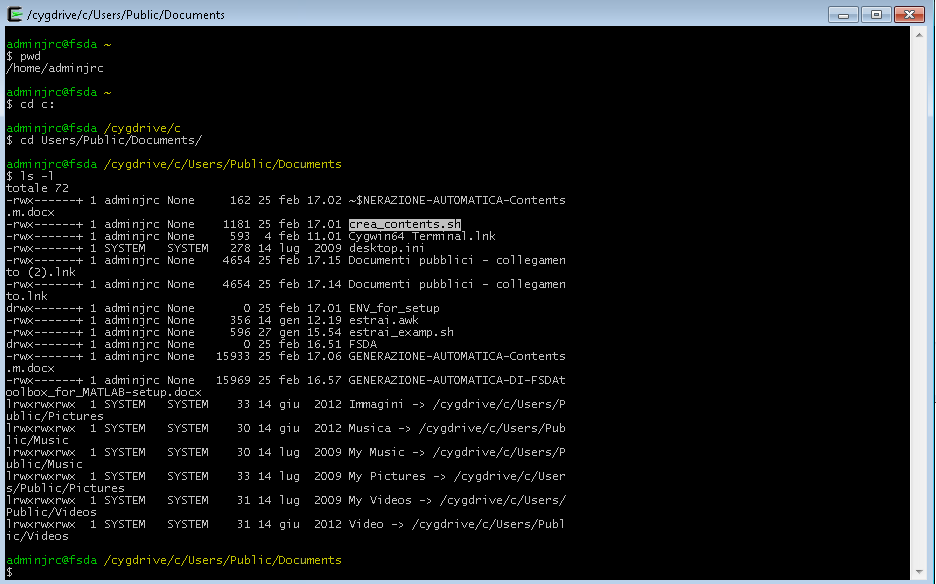 /cygdrive/c/Users/Public/Documents
adminjrc@fsda ~
$ pwd
/home/adminjrc
adminjrc@fsda ~
$ cd c:
adminjrc@fsda /cygdrive/c
$ cd Users/Public/Documents/
adminjrc@fsda /cygdrive/c/Users/Public/Documents
$ ls -l
totale 72
-rwx------+ 1 adminjrc None     162 25 feb 17.02 ~$NERAZIONE-AUTOMATICA-Contents
.m.docx
-rwx------+ 1 adminjrc None    1181 25 feb 17.01 crea_contents.sh
-rwx------+ 1 adminjrc None     593  4 feb 11.01 Cygwin64 Terminal.lnk
-rwx------+ 1 SYSTEM   SYSTEM   278 14 lug  2009 desktop.ini
-rwx------+ 1 adminjrc None    4654 25 feb 17.15 Documenti pubblici - collegamen
to (2).lnk
-rwx------+ 1 adminjrc None    4654 25 feb 17.14 Documenti pubblici - collegamen
to.lnk
drwx------+ 1 adminjrc None       0 25 feb 17.01 ENV_for_setup
-rwx------+ 1 adminjrc None     356 14 gen 12.19 estrai.awk
-rwx------+ 1 adminjrc None     596 27 gen 15.54 estrai_examp.sh
drwx------+ 1 adminjrc None       0 25 feb 16.51 FSDA
-rwx------+ 1 adminjrc None   15933 25 feb 17.06 GENERAZIONE-AUTOMATICA-Contents
.m.docx
-rwx------+ 1 adminjrc None   15969 25 feb 16.57 GENERAZIONE-AUTOMATICA-DI-FSDAt
oolbox_for_MATLAB-setup.docx
lrwxrwxrwx  1 SYSTEM   SYSTEM    33 14 giu  2012 Immagini -> /cygdrive/c/Users/P
ublic/Pictures
lrwxrwxrwx  1 SYSTEM   SYSTEM    30 14 giu  2012 Musica -> /cygdrive/c/Users/Pub
lic/Music
lrwxrwxrwx  1 SYSTEM   SYSTEM    30 14 lug  2009 My Music -> /cygdrive/c/Users/P
ublic/Music
lrwxrwxrwx  1 SYSTEM   SYSTEM    33 14 lug  2009 My Pictures -> /cygdrive/c/User
s/Public/Pictures
lrwxrwxrwx  1 SYSTEM   SYSTEM    31 14 lug  2009 My Videos -> /cygdrive/c/Users/
Public/Videos
lrwxrwxrwx  1 SYSTEM   SYSTEM    31 14 giu  2012 Video -> /cygdrive/c/Users/Publ
ic/Videos
adminjrc@fsda /cygdrive/c/Users/Public/Documents
$